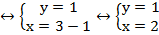 ↔ { y = 1 ↔ { y = 1
x = 3 − 1 x = 2